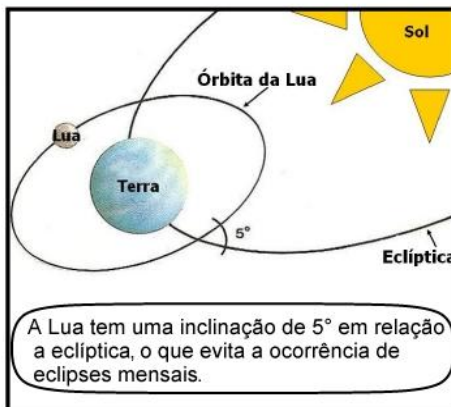 Sol
Órbita da Lua
Lua
Terra
5°
Eclíptica
A Lua tem uma inclinação de 5° em relação
a eclíptica, o que evita a ocorrência de
eclipses mensais.